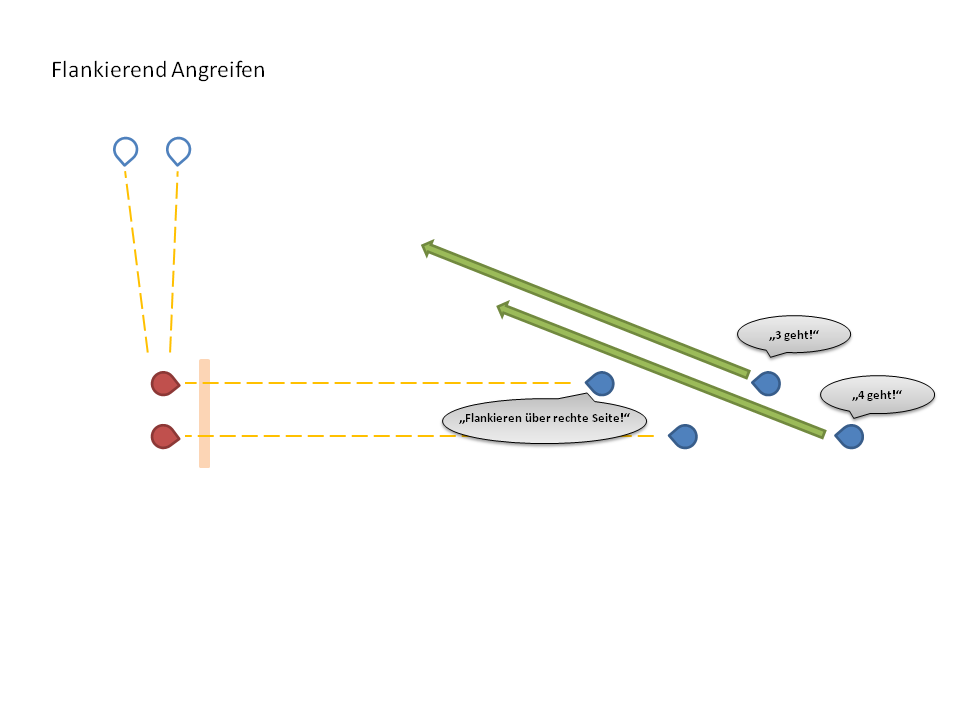 Flankierend Angreifen
„3 geht!“
„4 geht!“
„Flankieren über rechte Seite!“